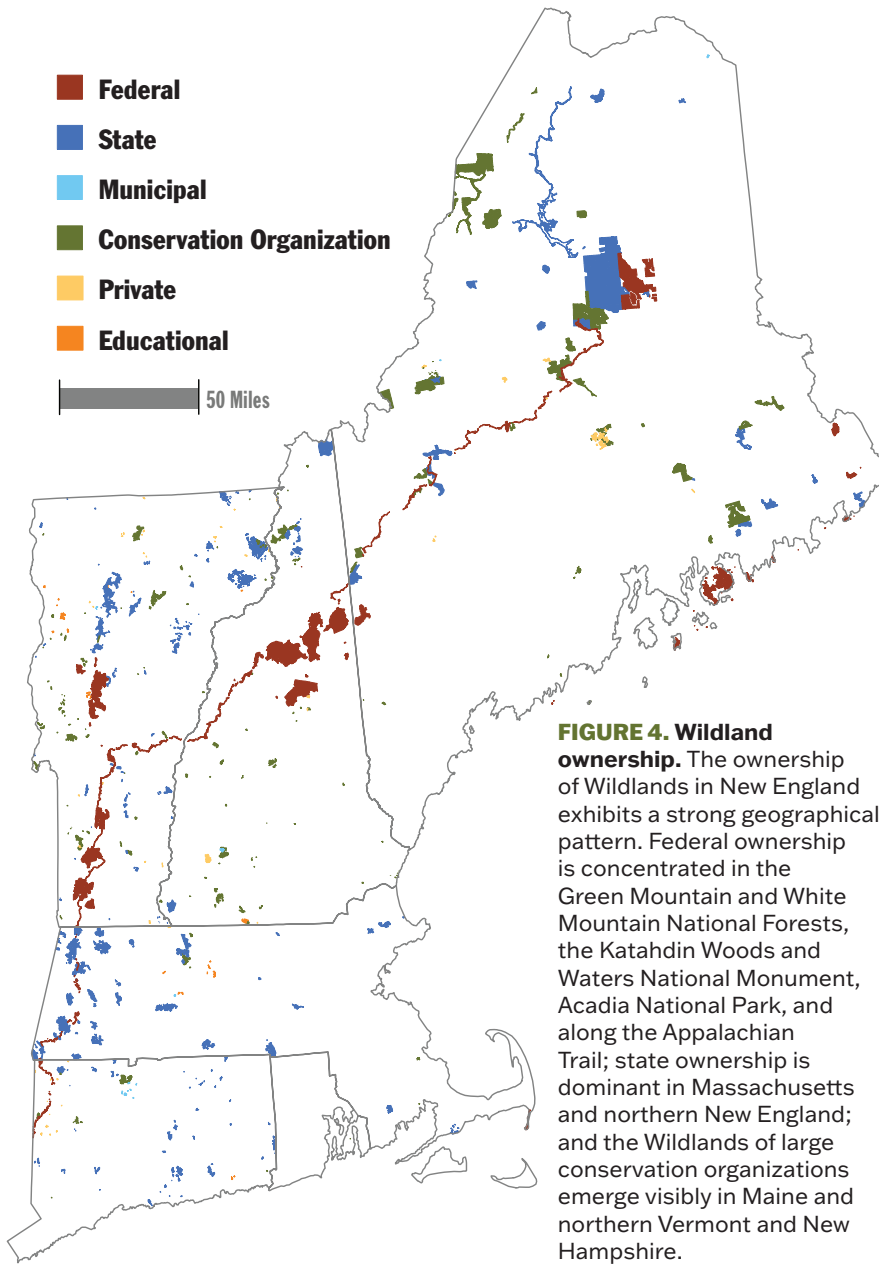 Federal
State
Municipal
Conservation Organization
Private
Educational
50 Miles
FIGURE 4. Wildland
ownership. The ownership
of Wildlands in New England
exhibits a strong geographical
pattern. Federal ownership
is concentrated in the
Green Mountain and White
Mountain National Forests,
the Katahdin Woods and
Waters National Monument,
Acadia National Park, and
along the Appalachian
Trail; state ownership is
dominant in Massachusetts
and northern New England;
and the Wildlands of large
conservation organizations
emerge visibly in Maine and
northern Vermont and New
Hampshire.